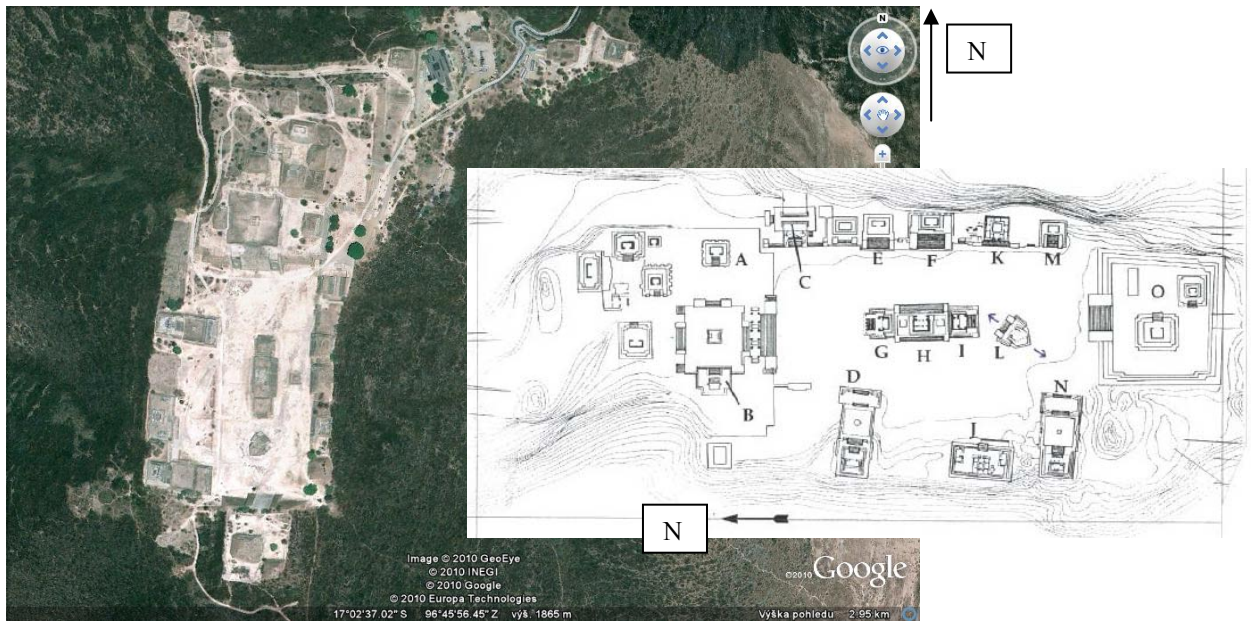 N
N
A
C
E
F
K
M
O
G
H
I
L
D
B
J
N
N
Image © 2010 GeoEye
© 2010 INEGI
© 2010 Google
© 2010 Europa Technologies
©2010 Google
17°02'37.02" S 96°45'56.45" Z výš. 1865 m
Výška pohledu 2.95 km